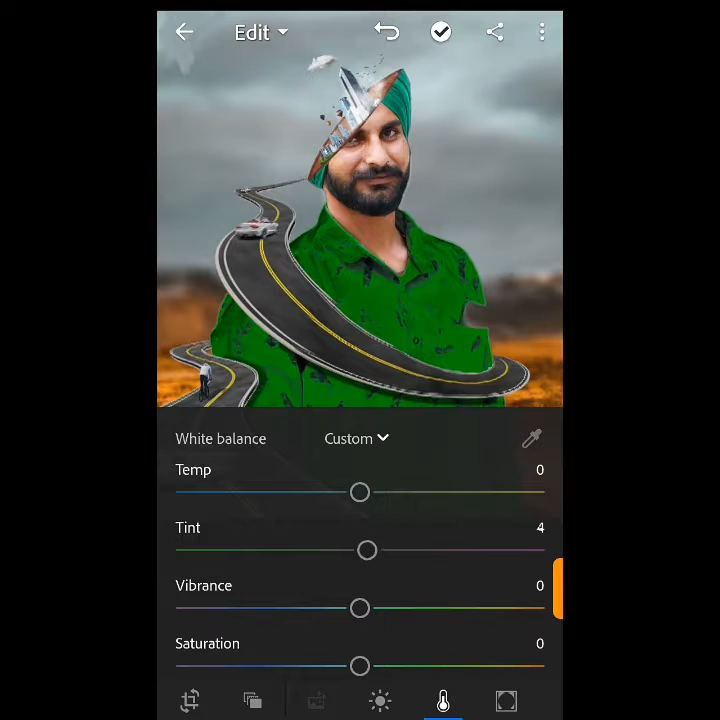 Edit
White balance Custom
Temp 0
Tint 4
Vibrance 0
Saturation 0